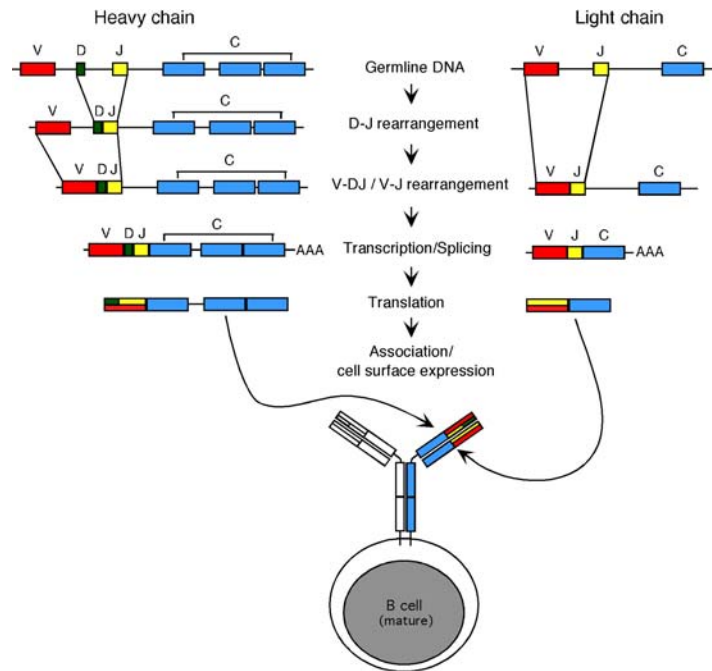 Heavy chain
Light chain
C
V D J
V J C
Germline DNA
C
V D J
D-J rearrangement
C
V D J
V J C
V-DJ / V-J rearrangement
C
V D J
AAA
V J C
AAA
Transcription/Splicing
Translation
Association/
cell surface expression
B cell
(mature)